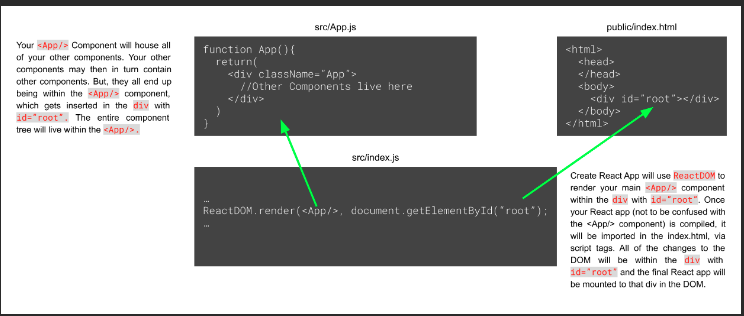 src/App.js
public/index.html
Your <App/> Component will house all
of your other components. Your other
components may then in turn contain
other components. But, they all end up
being within the <App/> component,
which gets inserted in the div with
id="root". The entire component
tree will live within the <App/>.
function App(){
  return(
    <div className="App">
      //Other Components live here
    </div>
  )
}
<html>
  <head>
  </head>
  <body>
    <div id="root"></div>
  </body>
</html>
src/index.js
…
ReactDOM.render(<App/>, document.getElementById("root");
…
Create React App will use ReactDOM to
render your main <App/> component
within the div with id="root". Once
your React app (not to be confused with
the <App/> component) is compiled, it
will be imported in the index.html, via
script tags. All of the changes to the
DOM will be within the div with
id="root" and the final React app will
be mounted to that div in the DOM.